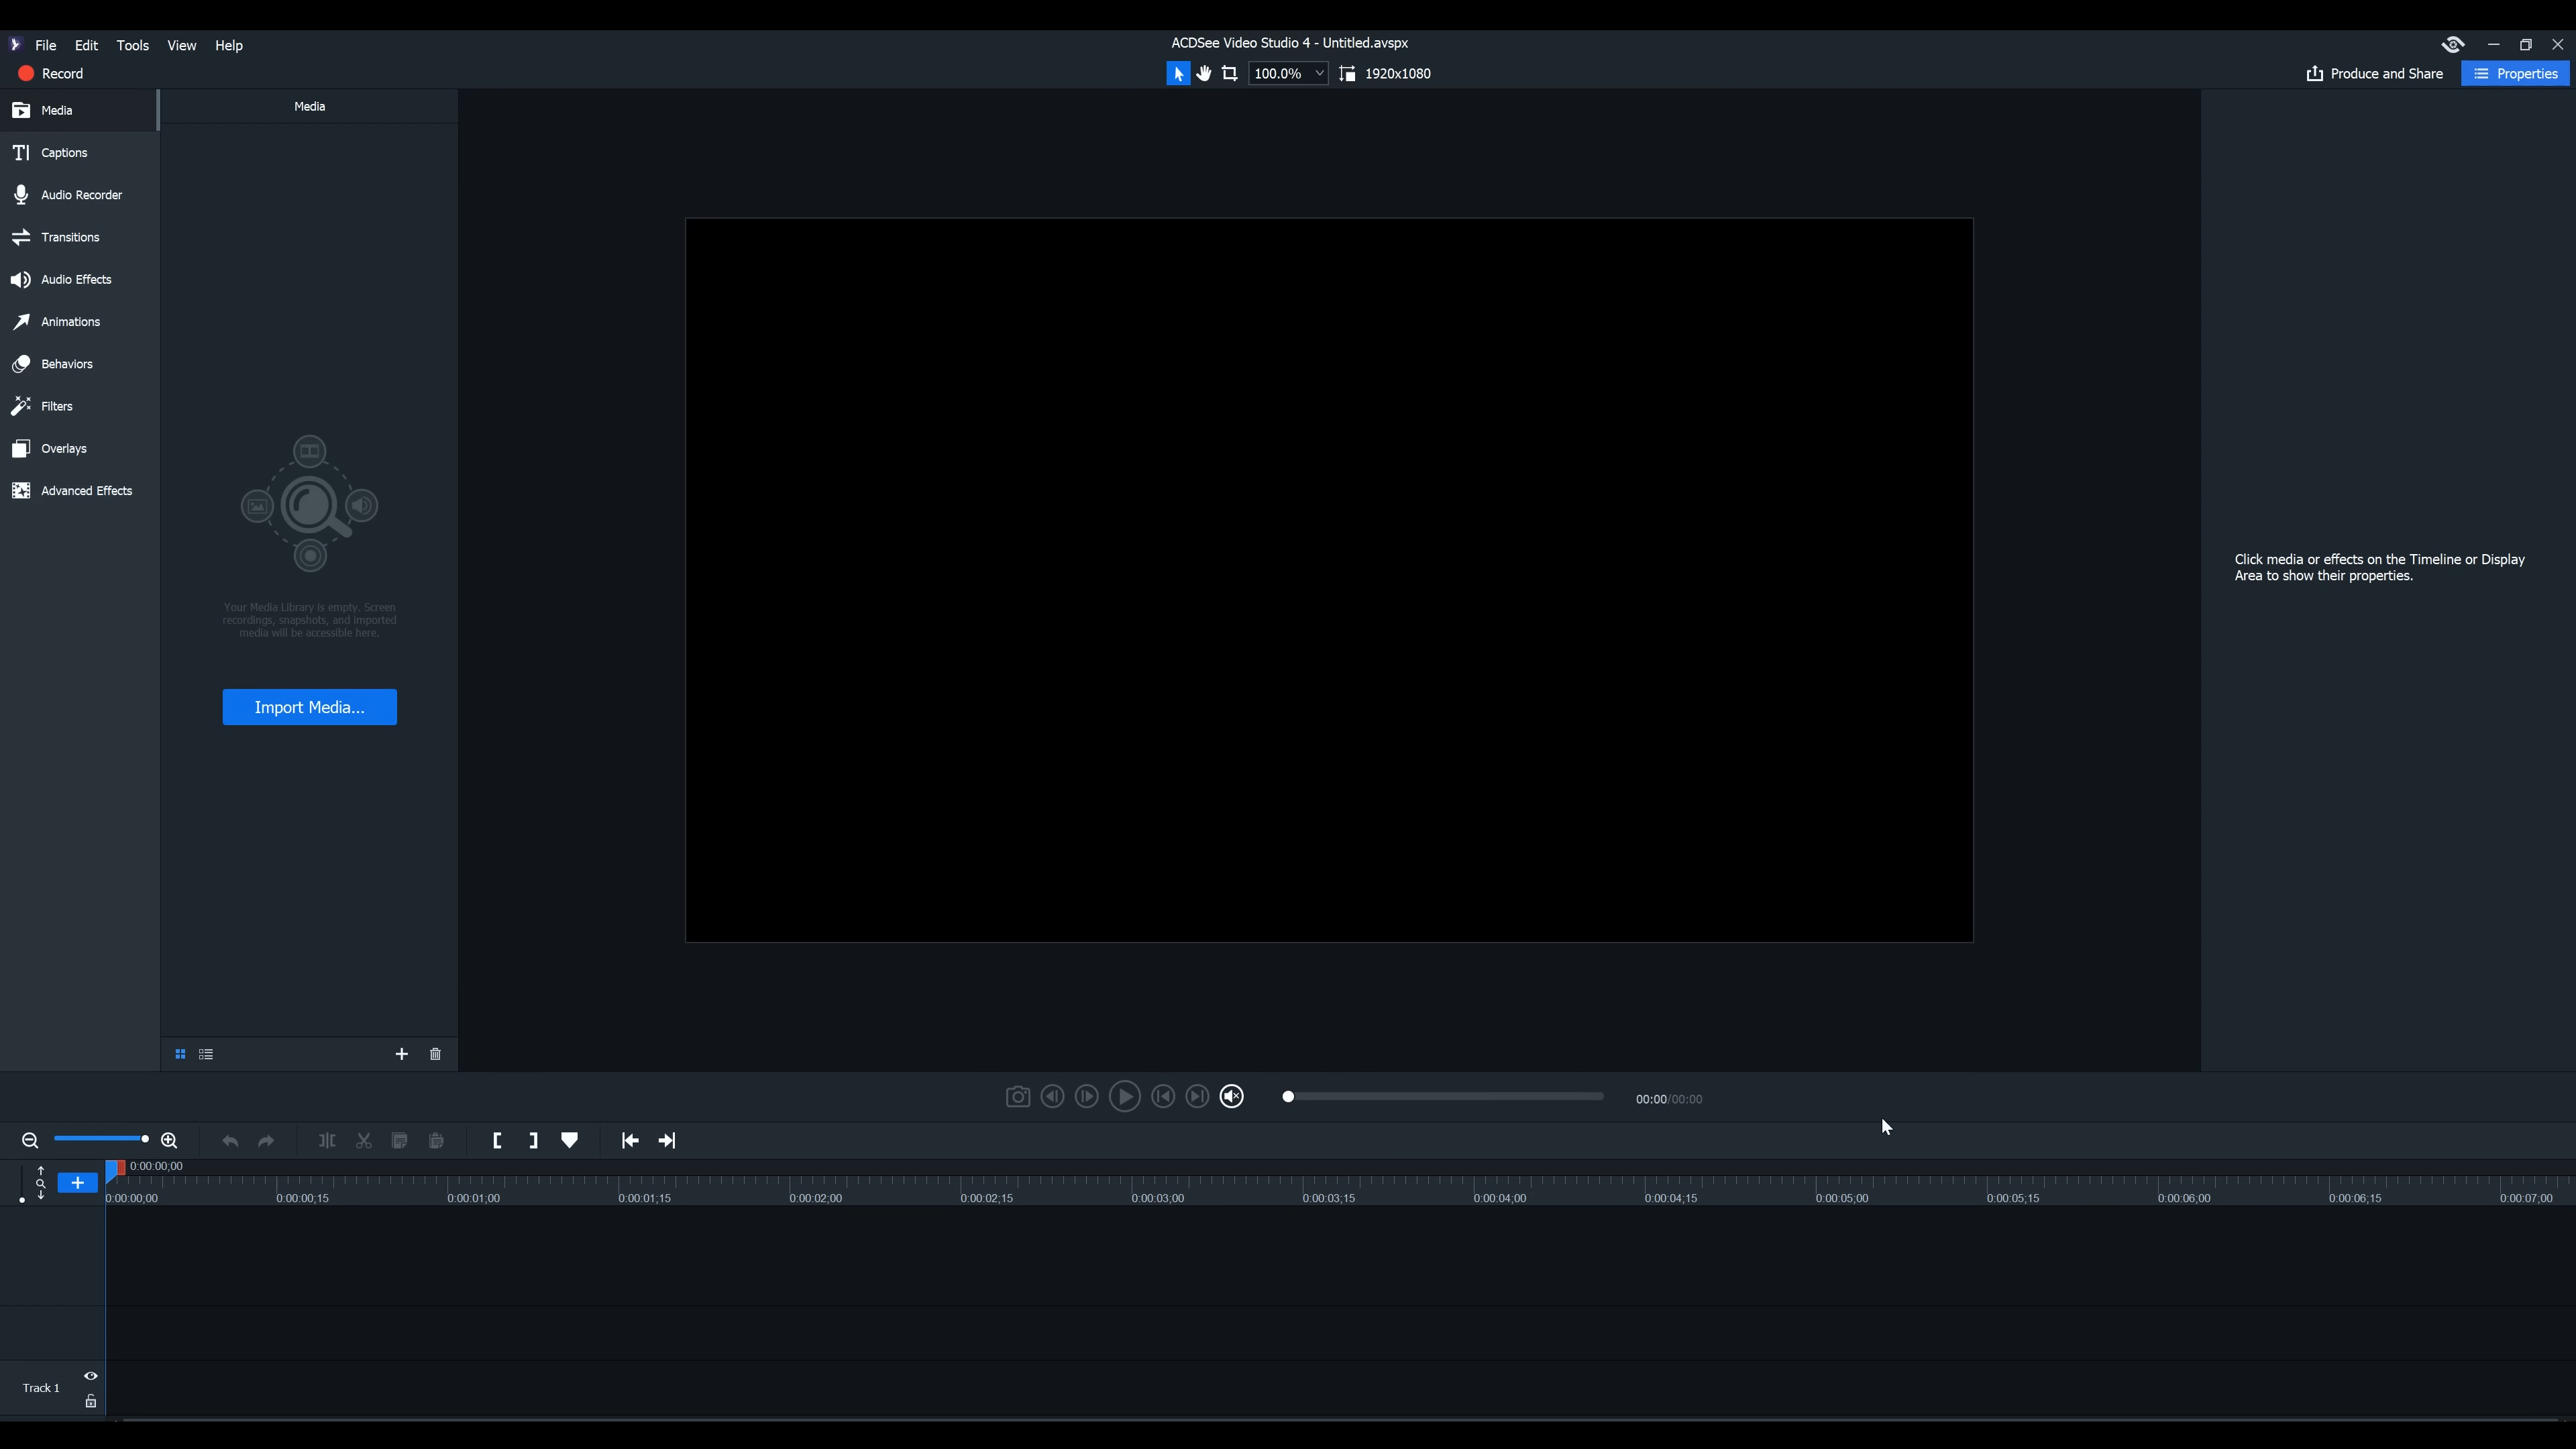 File Edit Tools View Help
ACDSee Video Studio 4 - Untitled.avspx
Record
100.0%
1920x1080
Produce and Share
Properties
Media
Captions
Audio Recorder
Transitions
Audio Effects
Animations
Behaviors
Filters
Overlays
Advanced Effects
Media
Your Media Library is empty. Screen
recordings, snapshots, and imported
media will be accessible here.
Import Media...
Click media or effects on the Timeline or Display
Area to show their properties.
00:00/00:00
0:00:00;00
0:00:00;00 0:00:00;15 0:00:01;00 0:00:01;15 0:00:02;00 0:00:02;15 0:00:03;00 0:00:03;15 0:00:04;00 0:00:04;15 0:00:05;00 0:00:05;15 0:00:06;00 0:00:06;15 0:00:07;00
Track 1